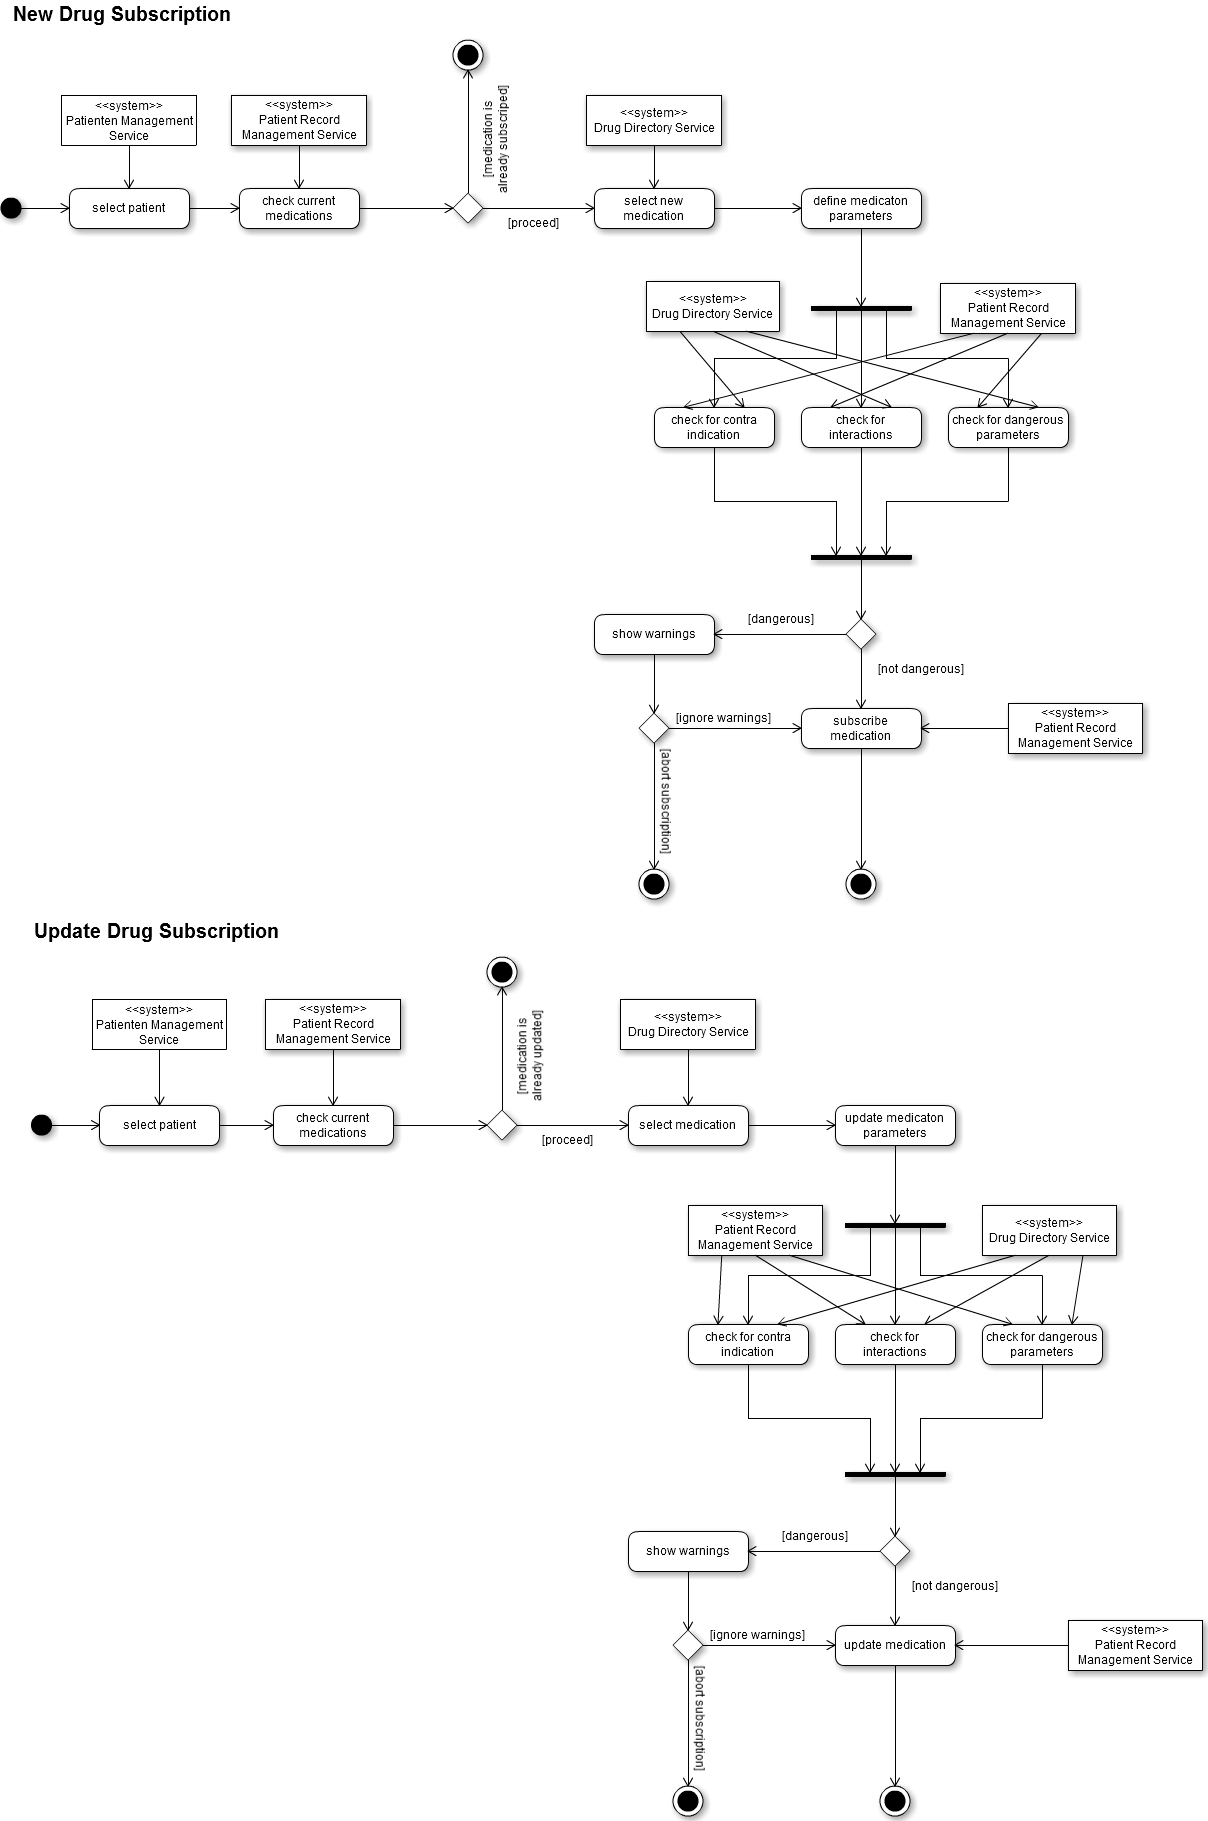 New Drug Subscription
<<system>>
Patienten Management
Service
<<system>>
Patient Record
Management Service
[medication is
already subscriped]
<<system>>
Drug Directory Service
select patient
check current
medications
[proceed]
select new
medication
define medicaton
parameters
<<system>>
Drug Directory Service
<<system>>
Patient Record
Management Service
check for contra
indication
check for
interactions
check for dangerous
parameters
show warnings
[dangerous]
[not dangerous]
[ignore warnings]
subscribe
medication
<<system>>
Patient Record
Management Service
[abort subscription]
Update Drug Subscription
<<system>>
Patienten Management
Service
<<system>>
Patient Record
Management Service
[medication is
already updated]
<<system>>
Drug Directory Service
select patient
check current
medications
[proceed]
select medication
update medicaton
parameters
<<system>>
Patient Record
Management Service
<<system>>
Drug Directory Service
check for contra
indication
check for
interactions
check for dangerous
parameters
show warnings
[dangerous]
[not dangerous]
[ignore warnings]
update medication
<<system>>
Patient Record
Management Service
[abort subscription]